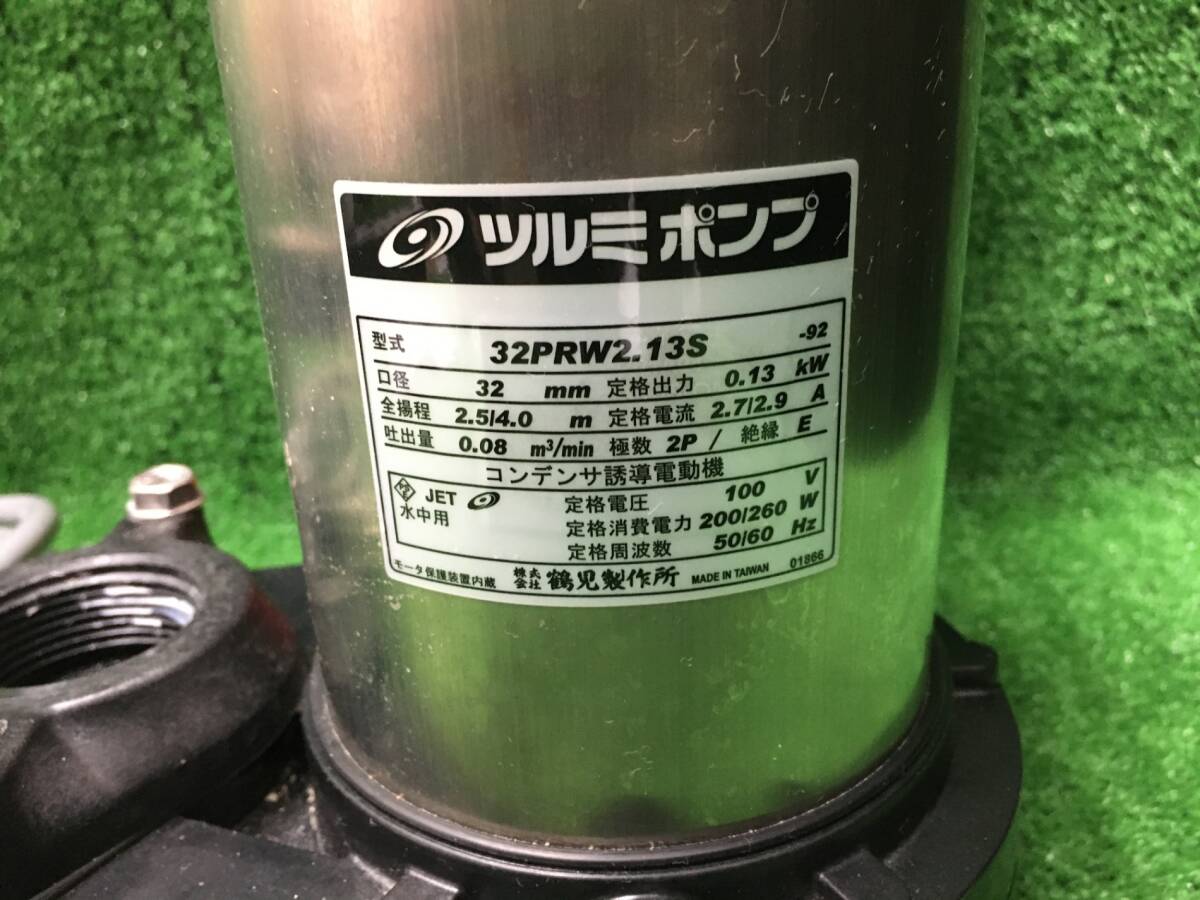 ツルミポンプ
型式 32PRW2.13S -92
口径 32 mm 定格出力 0.13 kW
全揚程 2.5/4.0 m 定格電流 2.7/2.9 A
吐出量 0.08 m³/min 極数 2P / 絶縁 E
コンデンサ誘導電動機
PSE JET 定格電圧 100 V
水中用 定格消費電力 200/260 W
定格周波数 50/60 Hz
モータ保護装置内蔵 株式会社 鶴見製作所 MADE IN TAIWAN 01866